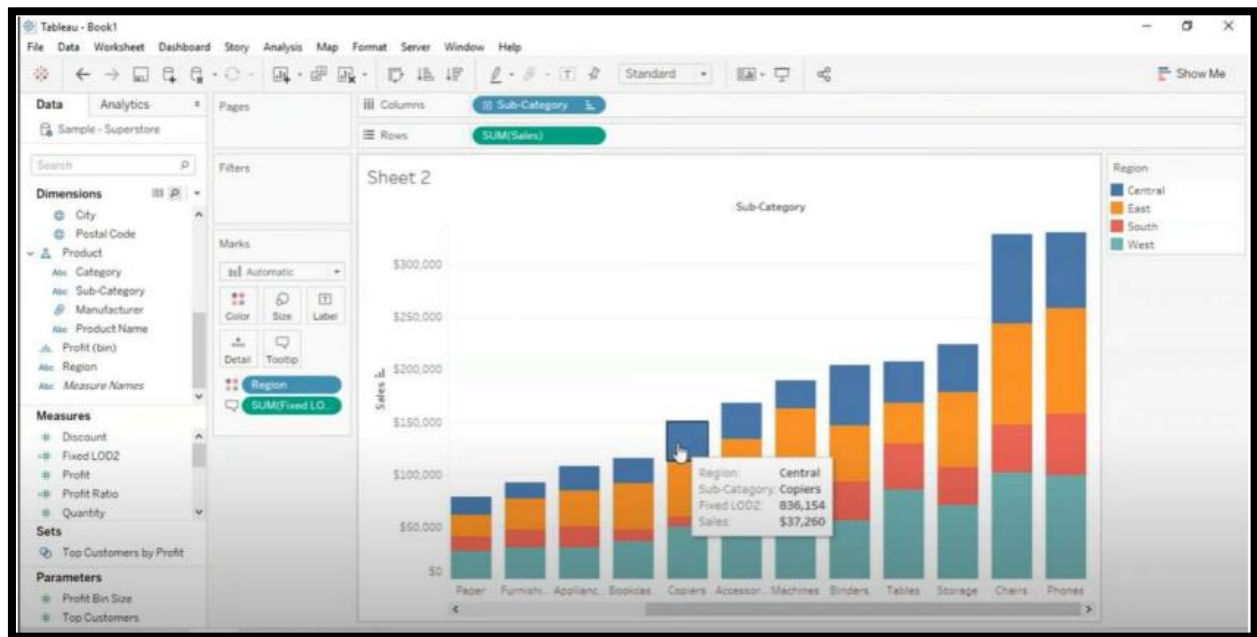 Tableau - Book1
File Data Worksheet Dashboard Story Analysis Map Format Server Window Help
Standard
Show Me
Data Analytics
Sample - Superstore
Search
Dimensions
City
Postal Code
Product
Abc Category
Abc Sub-Category
Manufacturer
Abc Product Name
Profit (bin)
Abc Region
Abc Measure Names
Measures
# Discount
=# Fixed LOD2
# Profit
=# Profit Ratio
# Quantity
Sets
Top Customers by Profit
Parameters
# Profit Bin Size
# Top Customers
Pages
Filters
Marks
Automatic
Color Size Label
Detail Tooltip
Region
SUM(Fixed LO..
Columns Sub-Category
Rows SUM(Sales)
Sheet 2
Sub-Category
Sales
$300,000
$250,000
$200,000
$150,000
$100,000
$50,000
$0
Region: Central
Sub-Category: Copiers
Fixed LOD2: 836,154
Sales: $37,260
Paper Furnishi.. Applianc.. Bookcas.. Copiers Accessor.. Machines Binders Tables Storage Chairs Phones
Region
Central
East
South
West